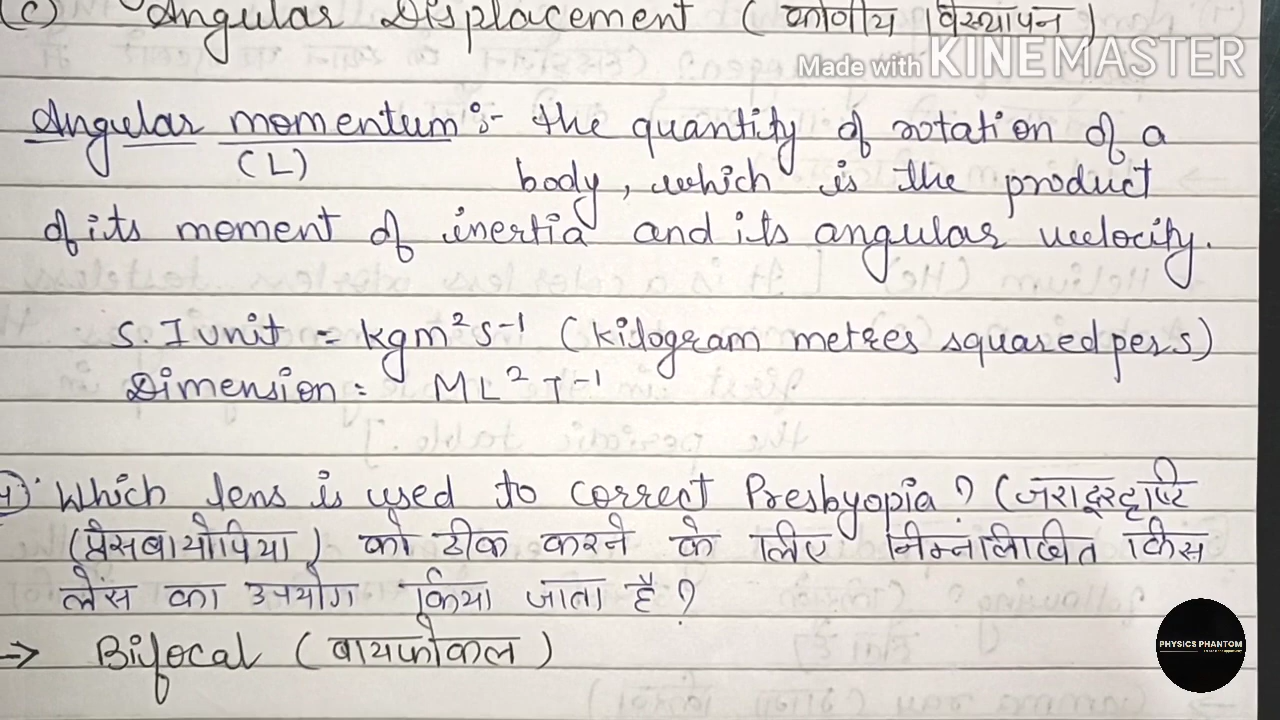 (C) Angular Displacement (कोणीय विस्थापन)
Made with KINEMASTER
Angular momentum :- the quantity of rotation of a
(L) body, which is the product
of its moment of inertia and its angular velocity.
S.I unit = kgm²s⁻¹ (kilogram metres squared per s)
Dimension = ML²T⁻¹
Which lens is used to correct Presbyopia? (जरादूरदृष्टि
(प्रेसबायोपिया) को ठीक करने के लिए निम्नलिखित किस
लेंस का उपयोग किया जाता है?
→ Bifocal (बायफोकल)
PHYSICS PHANTOM